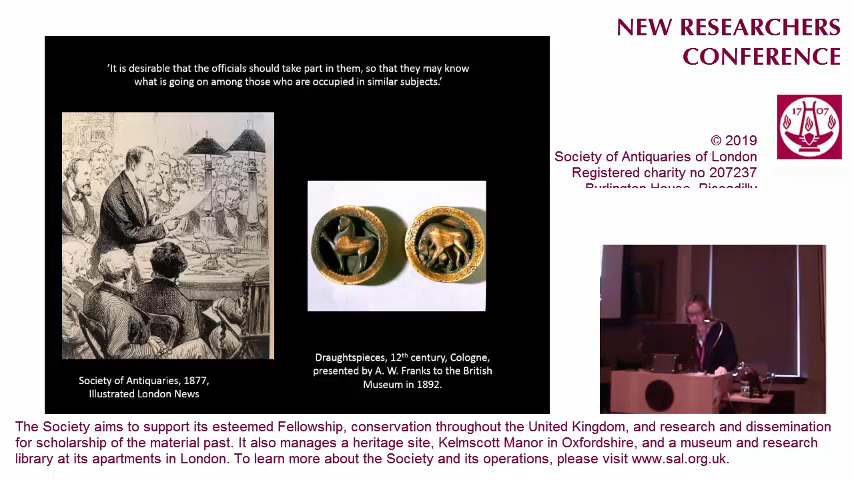 NEW RESEARCHERS
CONFERENCE
'It is desirable that the officials should take part in them, so that they may know
what is going on among those who are occupied in similar subjects.'
17 07
© 2019
Society of Antiquaries of London
Registered charity no 207237
Burlington House, Piccadilly
Draughtspieces, 12th century, Cologne,
presented by A. W. Franks to the British
Museum in 1892.
Society of Antiquaries, 1877,
Illustrated London News
The Society aims to support its esteemed Fellowship, conservation throughout the United Kingdom, and research and dissemination
for scholarship of the material past. It also manages a heritage site, Kelmscott Manor in Oxfordshire, and a museum and research
library at its apartments in London. To learn more about the Society and its operations, please visit www.sal.org.uk.